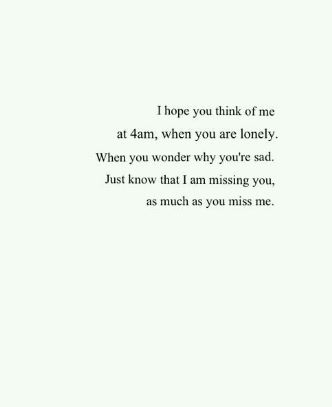 I hope you think of me
at 4am, when you are lonely.
When you wonder why you're sad.
Just know that I am missing you,
as much as you miss me.